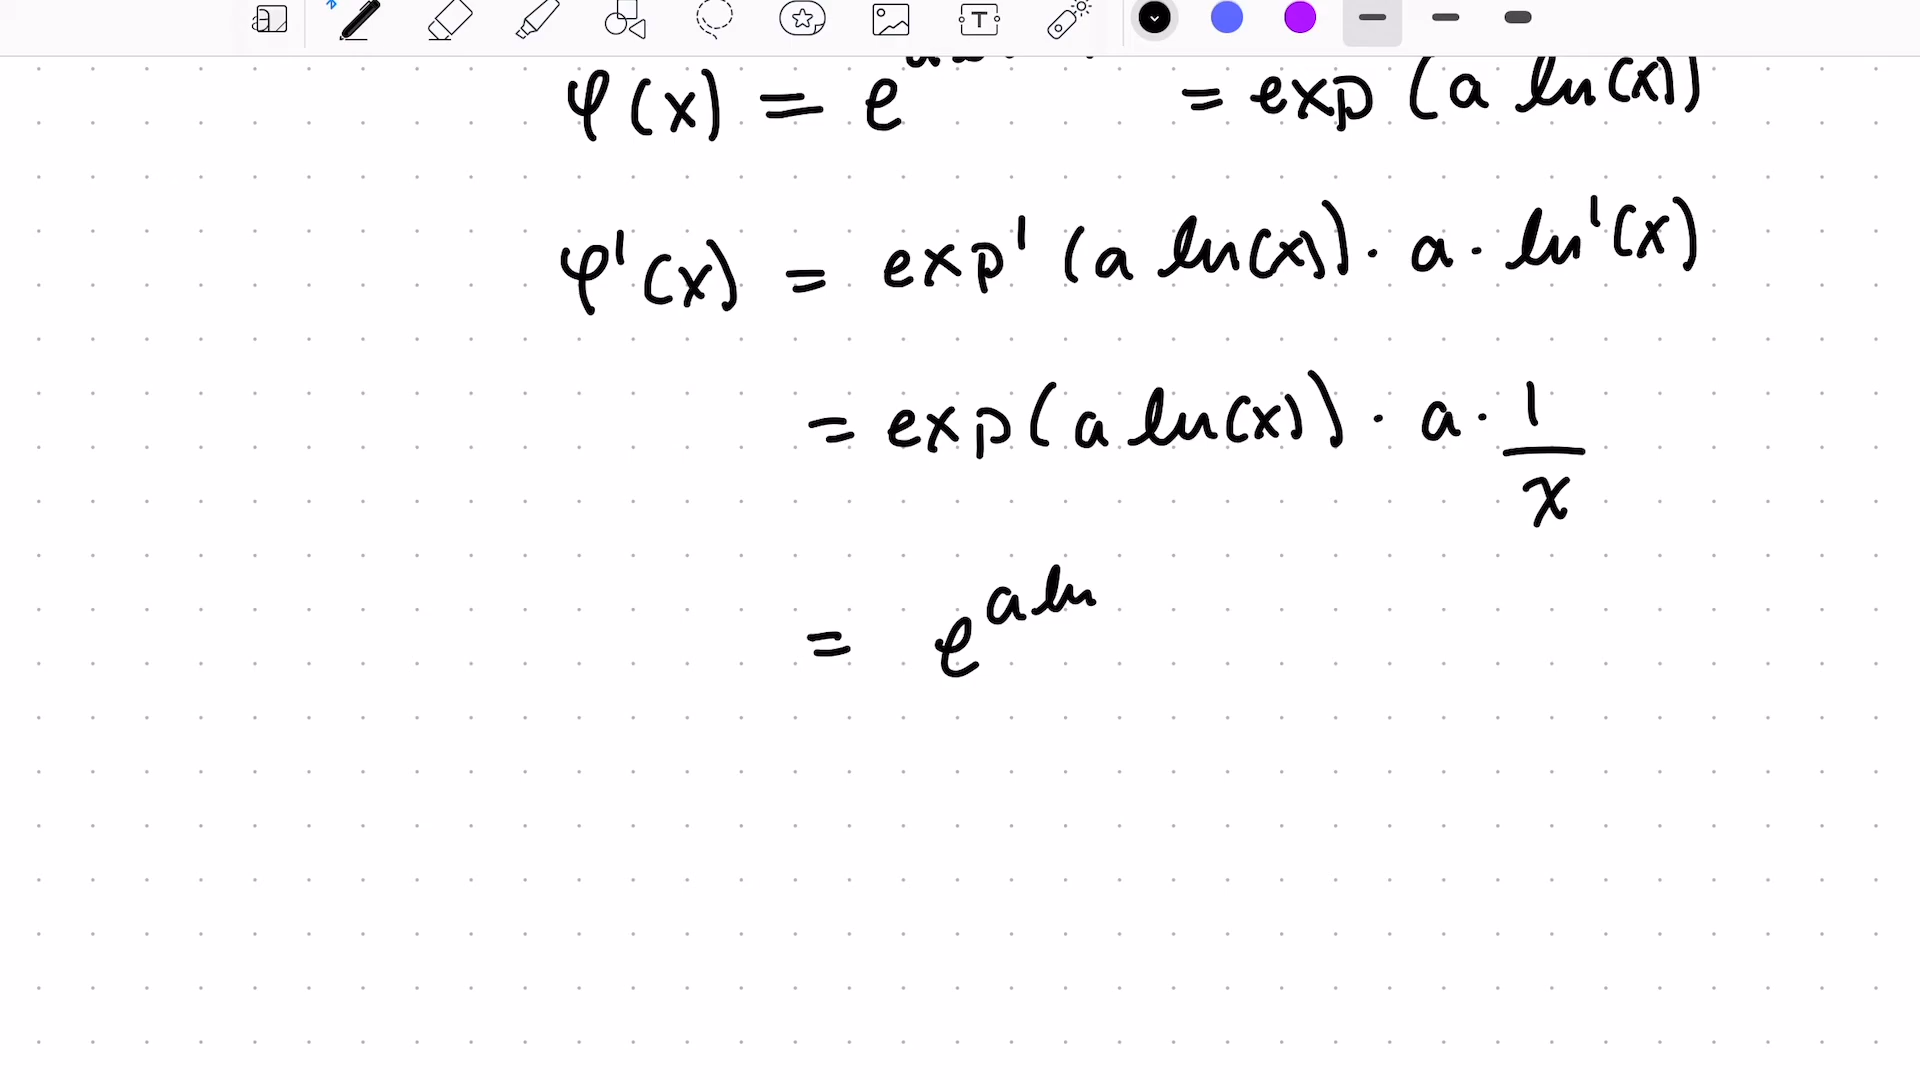 φ(x) = e = exp (a ln(x))
φ'(x) = exp' (a ln(x)) · a · ln'(x)
= exp(a ln(x)) · a · 1/x
= e^a ln